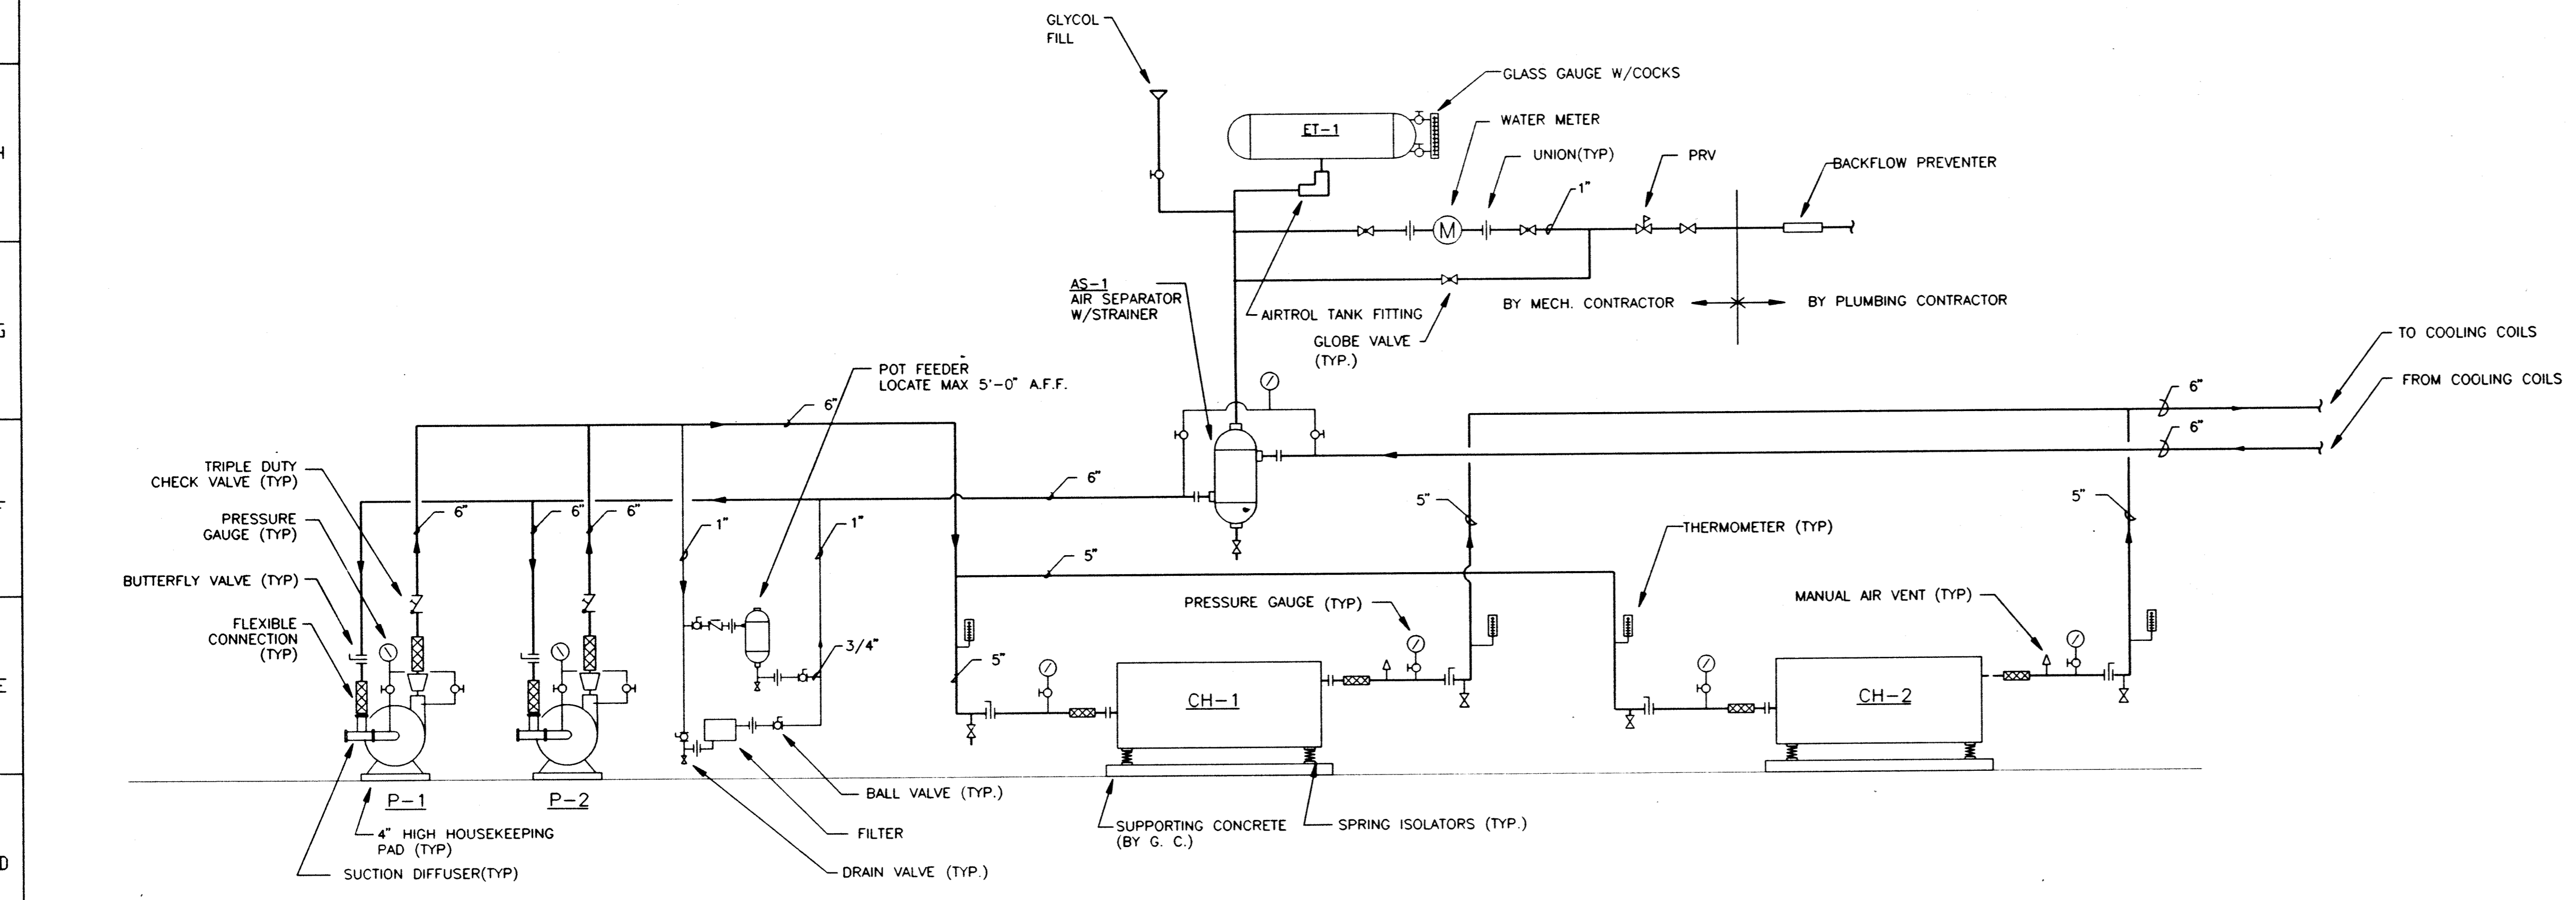 GLYCOL
FILL
GLASS GAUGE W/COCKS
ET-1
WATER METER
UNION(TYP)
PRV
BACKFLOW PREVENTER
1"
M
AS-1
AIR SEPARATOR
W/STRAINER
AIRTROL TANK FITTING
BY MECH. CONTRACTOR
BY PLUMBING CONTRACTOR
GLOBE VALVE
(TYP.)
TO COOLING COILS
FROM COOLING COILS
POT FEEDER
LOCATE MAX 5'-0" A.F.F.
6"
6"
6"
TRIPLE DUTY
CHECK VALVE (TYP)
6"
5"
5"
PRESSURE
GAUGE (TYP)
6"
6"
6"
1"
1"
THERMOMETER (TYP)
5"
BUTTERFLY VALVE (TYP)
PRESSURE GAUGE (TYP)
MANUAL AIR VENT (TYP)
FLEXIBLE
CONNECTION
(TYP)
3/4"
5"
CH-1
CH-2
P-1
P-2
BALL VALVE (TYP.)
4" HIGH HOUSEKEEPING
PAD (TYP)
FILTER
SUPPORTING CONCRETE
(BY G. C.)
SPRING ISOLATORS (TYP.)
SUCTION DIFFUSER(TYP)
DRAIN VALVE (TYP.)
H
G
F
E
D